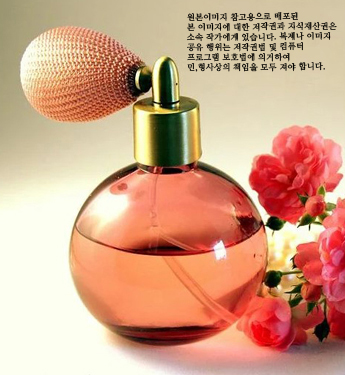 원본이미지 참고용으로 배포된
본 이미지에 대한 저작권과 지식재산권은
소속 작가에게 있습니다. 복제나 이미지
공유 행위는 저작권법 및 컴퓨터
프로그램 보호법에 의거하여
민,형사상의 책임을 모두 져야 합니다.